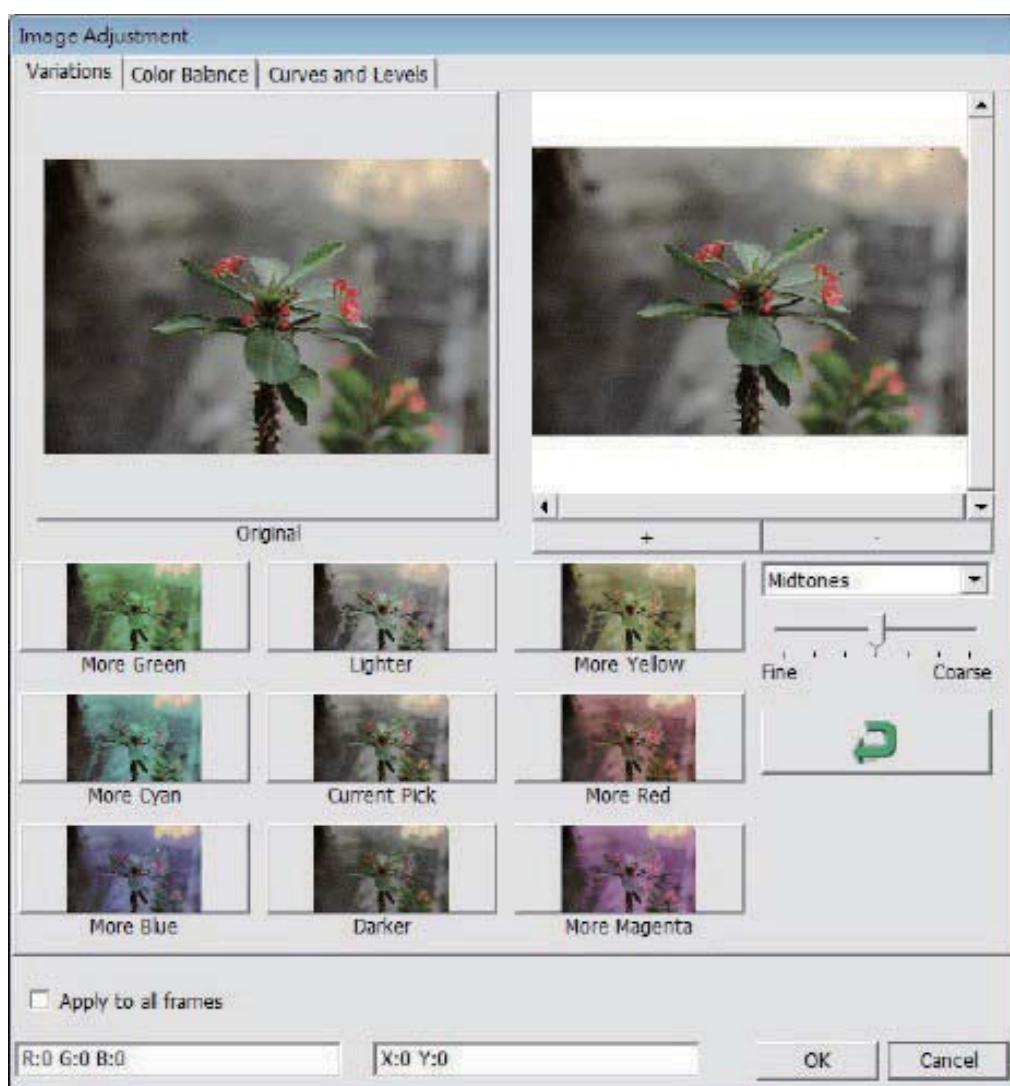 Image Adjustment
Variations
Color Balance
Curves and Levels
Original
+
-
More Green
Lighter
More Yellow
Midtones
Fine
Coarse
More Cyan
Current Pick
More Red
More Blue
Darker
More Magenta
Apply to all frames
R:0 G:0 B:0
X:0 Y:0
OK
Cancel